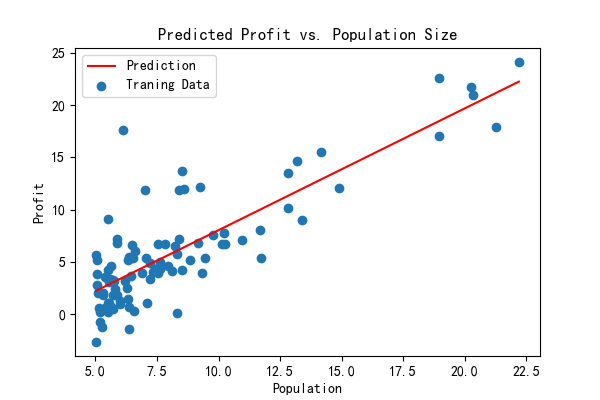 Predicted Profit vs. Population Size
Prediction
Traning Data
Profit
25
20
15
10
5
0
5.0 7.5 10.0 12.5 15.0 17.5 20.0 22.5
Population